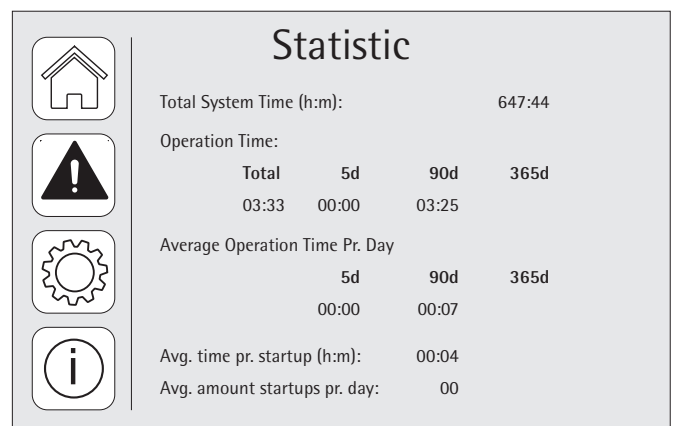 Statistic
Total System Time (h:m): 647:44
Operation Time:
Total 5d 90d 365d
03:33 00:00 03:25
Average Operation Time Pr. Day
5d 90d 365d
00:00 00:07
Avg. time pr. startup (h:m): 00:04
Avg. amount startups pr. day: 00